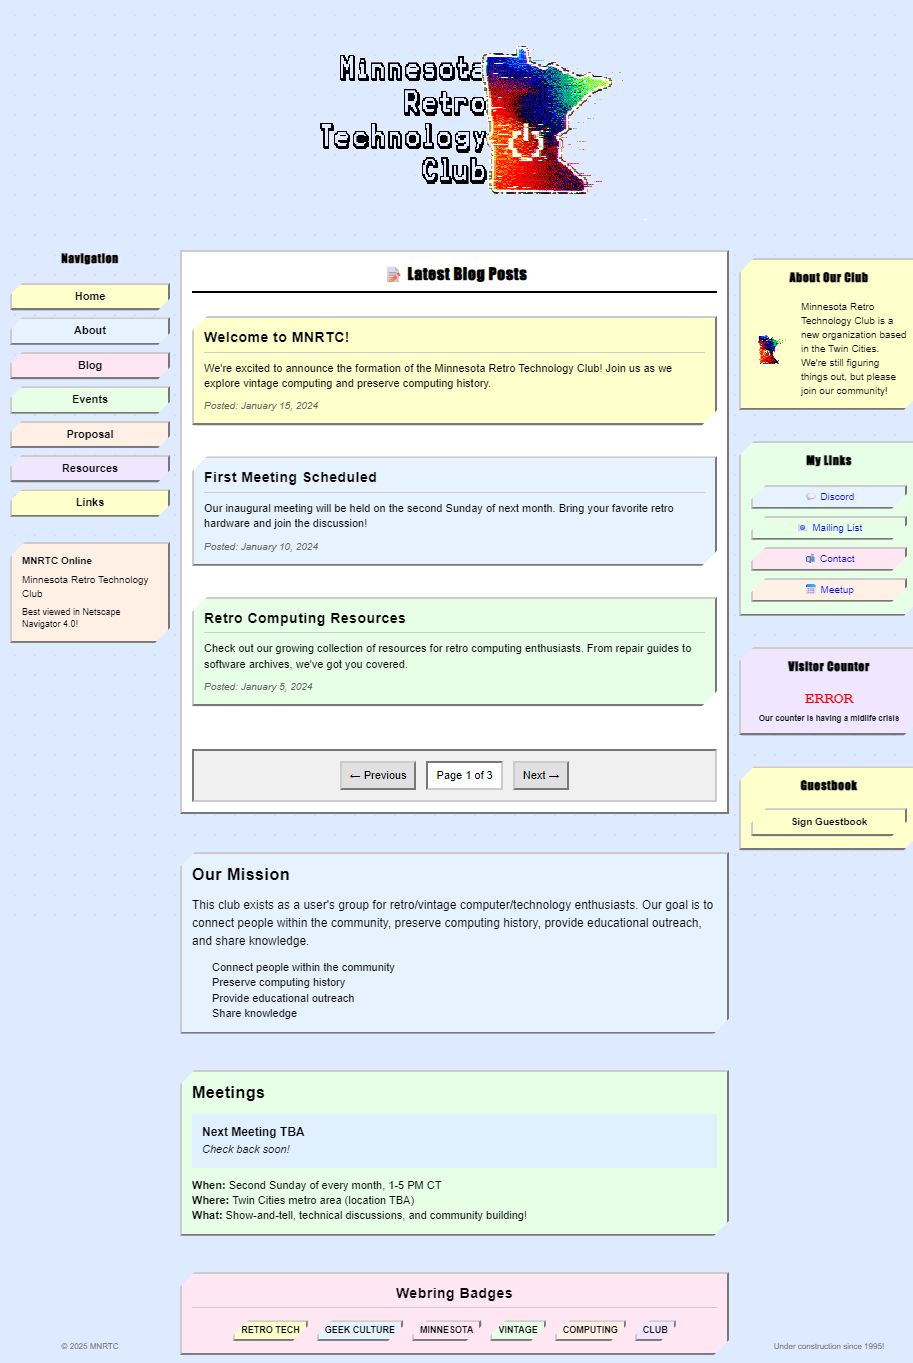 Minnesota
Retro
Technology
Club
Navigation
Home
About
Blog
Events
Proposal
Resources
Links
MNRTC Online
Minnesota Retro Technology
Club
Best viewed in Netscape
Navigator 4.0!
Latest Blog Posts
Welcome to MNRTC!
We're excited to announce the formation of the Minnesota Retro Technology Club! Join us as we
explore vintage computing and preserve computing history.
Posted: January 15, 2024
First Meeting Scheduled
Our inaugural meeting will be held on the second Sunday of next month. Bring your favorite retro
hardware and join the discussion!
Posted: January 10, 2024
Retro Computing Resources
Check out our growing collection of resources for retro computing enthusiasts. From repair guides to
software archives, we've got you covered.
Posted: January 5, 2024
← Previous
Page 1 of 3
Next →
Our Mission
This club exists as a user's group for retro/vintage computer/technology enthusiasts. Our goal is to
connect people within the community, preserve computing history, provide educational outreach,
and share knowledge.
Connect people within the community
Preserve computing history
Provide educational outreach
Share knowledge
Meetings
Next Meeting TBA
Check back soon!
When: Second Sunday of every month, 1-5 PM CT
Where: Twin Cities metro area (location TBA)
What: Show-and-tell, technical discussions, and community building!
Webring Badges
RETRO TECH
GEEK CULTURE
MINNESOTA
VINTAGE
COMPUTING
CLUB
About Our Club
Minnesota Retro
Technology Club is a
new organization based
in the Twin Cities.
We're still figuring
things out, but please
join our community!
My Links
Discord
Mailing List
Contact
Meetup
Visitor Counter
ERROR
Our counter is having a midlife crisis
Guestbook
Sign Guestbook
© 2025 MNRTC
Under construction since 1995!